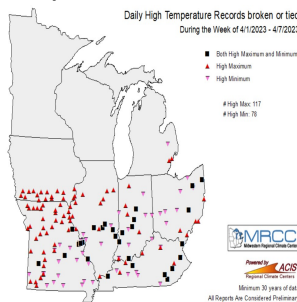 Daily High Temperature Records broken or tied
During the Week of 4/1/2023 - 4/7/2023
Both High Maximum and Minimum
High Maximum
High Minimum
# High Max: 117
# High Min: 78
MRCC
Midwestern Regional Climate Center
Powered by ACIS
Regional Climate Centers
Minimum 30 years of dat
All Reports Are Considered Preliminar